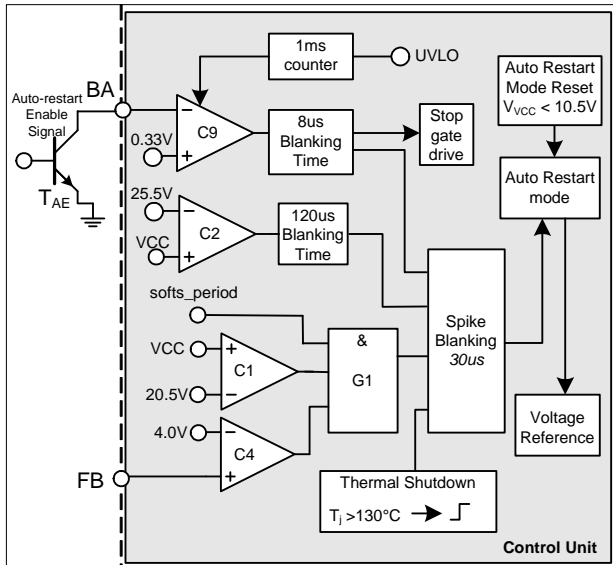 1ms
counter
UVLO
BA
Auto-restart
Enable
Signal
T_AE
0.33V
C9
8us
Blanking
Time
Stop
gate
drive
Auto Restart
Mode Reset
V_VCC < 10.5V
Auto Restart
mode
25.5V
VCC
C2
120us
Blanking
Time
softs_period
VCC
20.5V
C1
4.0V
C4
FB
&
G1
Spike
Blanking
30us
Voltage
Reference
Thermal Shutdown
T_j >130°C
Control Unit